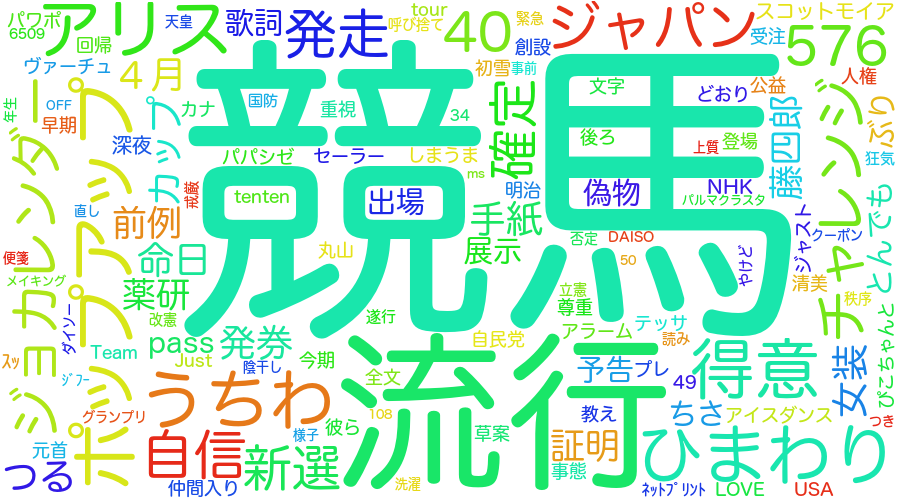 パワポ
6509
アリス
回帰
天皇
歌詞
発走
呼び捨て
tour
40
緊急
創設
ジャパン
スコットモイア
受注
576
ヴァーチュ
4月
初雪
事前
人権
年生
OFF
早期
カナ
国防
重視
34
確定
文字
どおり
公益
ぶり
深夜
カップ
パパシゼ
セーラー
しまうま
後ろ
上質
登場
藤四郎
狂気
競馬
戒厳
tenten
ms
明治
偽物
NHK
パルマクラスタ
チャレンジ
とんでも
直し
前例
出場
手紙
ジャスト
クーポン
ジョカレンダー
ポップアップ
便箋
命日
丸山
展示
否定
DAISO
やけど
メイキング
薬研
50
清美
秩序
ダイソー
改憲
遂行
立憲
尊重
ぴこちゃんと
Team
pass
発券
自民党
アラーム
テッサ
読み
ｽｯ
ｼﾞﾌｰ
Just
陰干し
今期
流行
予告
プレ
得意
女装
うちわ
全文
49
グランプリ
108
彼ら
教え
ちさ
アイスダンス
つき
元首
自信
様子
草案
証明
ひまわり
つる
仲間入り
新選
洗濯
事態
ﾈｯﾄﾌﾟﾘﾝﾄ
LOVE
USA